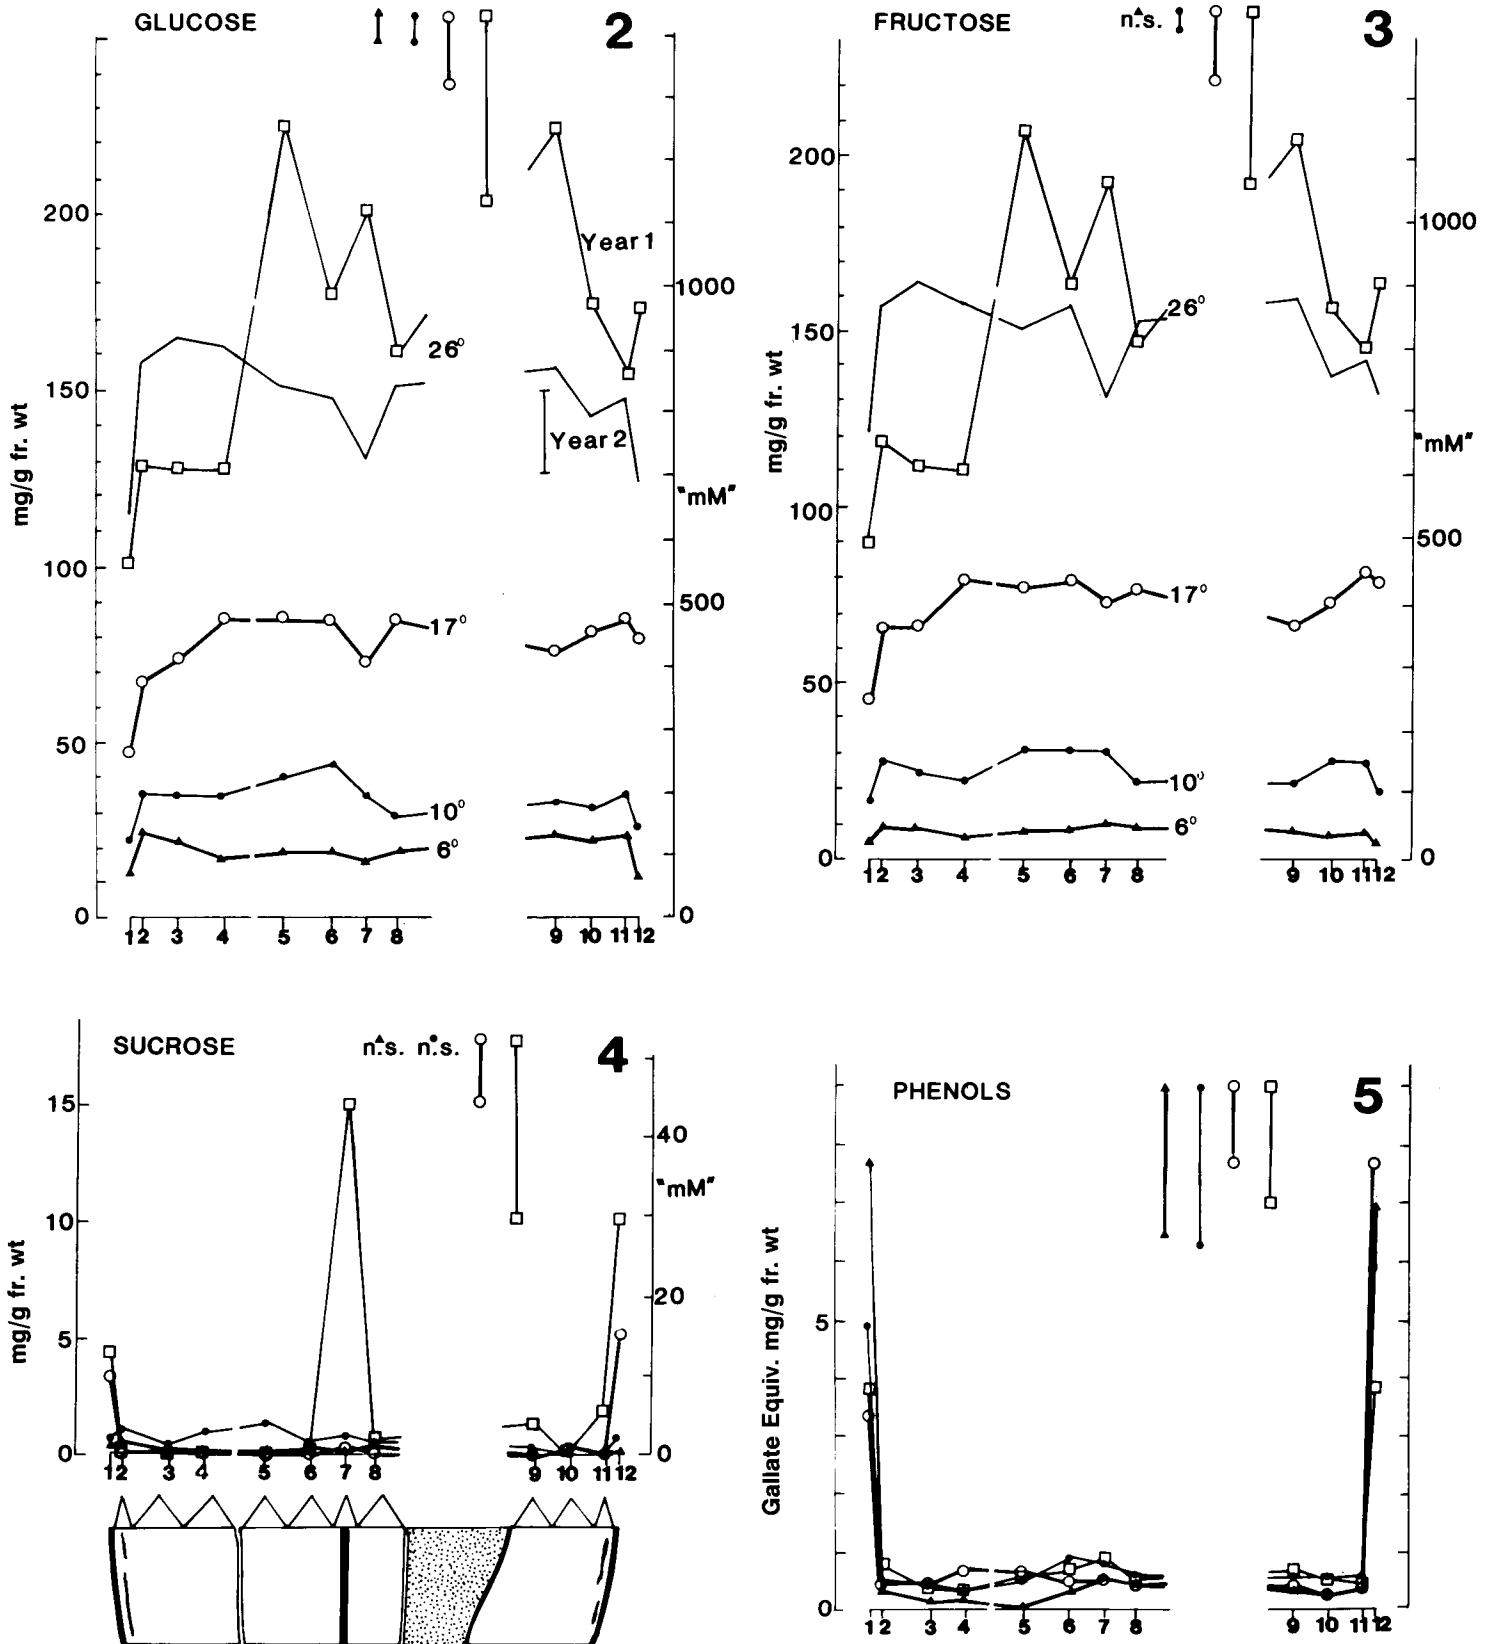 GLUCOSE
2
200
150
100
50
0
mg/g fr. wt
1000
500
0
"mM"
Year 1
Year 2
26°
17°
10°
6°
1 2 3 4 5 6 7 8 9 10 11 12
FRUCTOSE
n.s.
3
200
150
100
50
0
mg/g fr. wt
1000
500
0
"mM"
26°
17°
10°
6°
1 2 3 4 5 6 7 8 9 10 11 12
SUCROSE
n.s. n.s.
4
15
10
5
0
mg/g fr. wt
40
20
0
"mM"
1 2 3 4 5 6 7 8 9 10 11 12
PHENOLS
5
5
0
Gallate Equiv. mg/g fr. wt
1 2 3 4 5 6 7 8 9 10 11 12